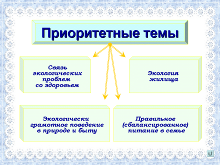 Приоритетные темы
Связь
экологических
проблем
со здоровьем
Экология
жилища
Экологически
грамотное поведение
в природе и быту
Правильное
(сбалансированное)
питание в семье